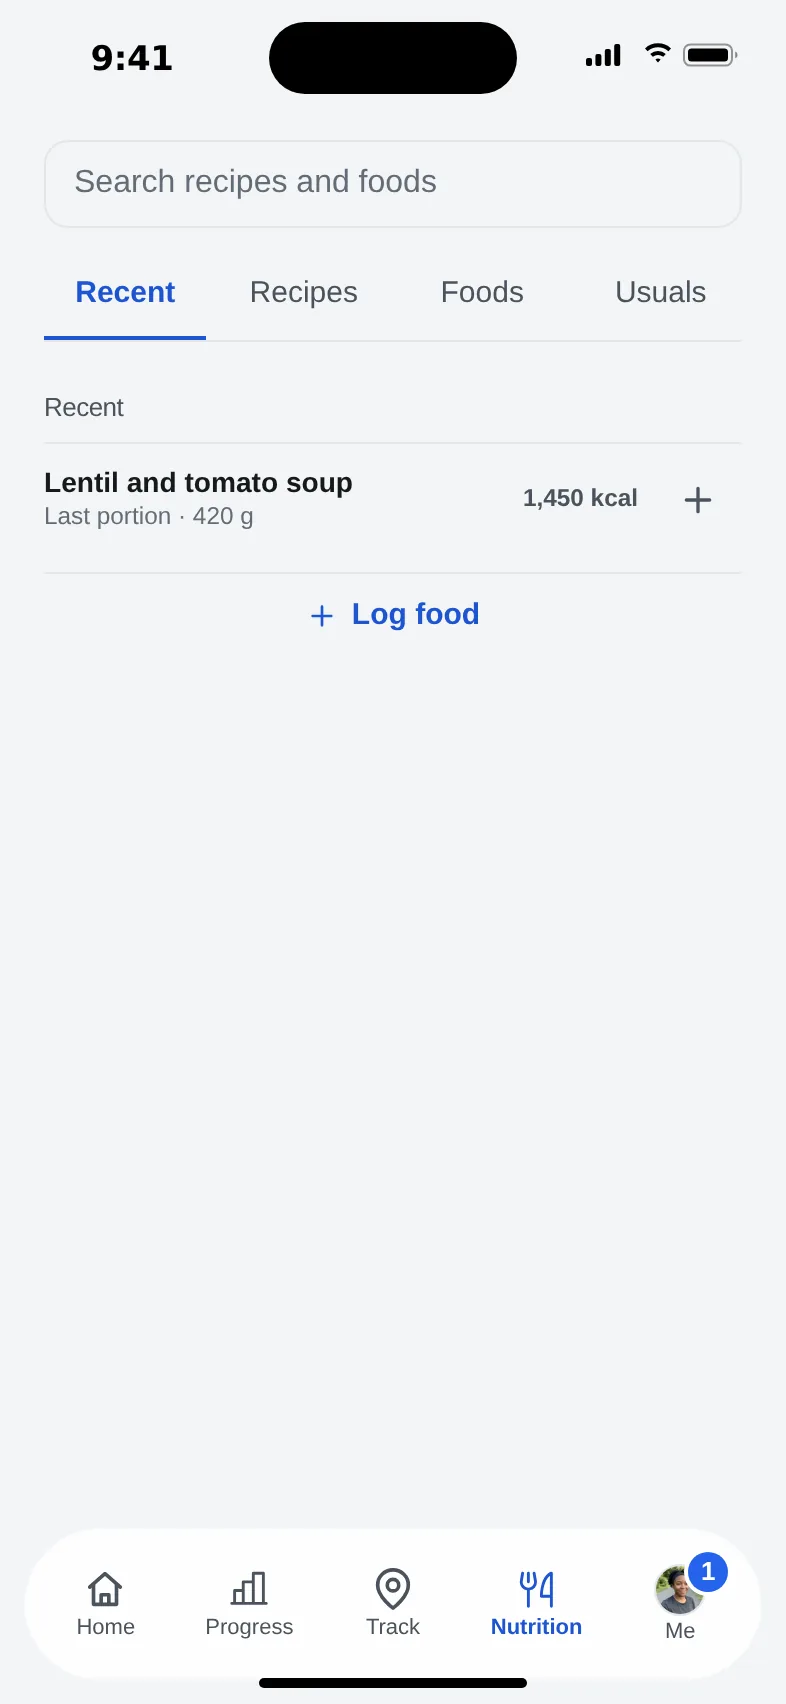 9:41
Search recipes and foods
Recent Recipes Foods Usuals
Recent
Lentil and tomato soup
1,450 kcal
Last portion · 420 g
Log food
1
Home Progress Track Nutrition Me